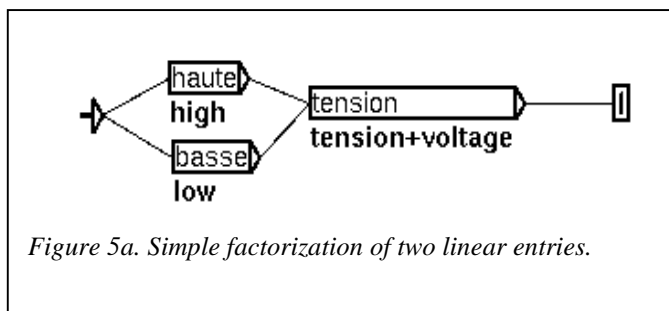 haute
high
tension
tension+voltage
basse
low
Figure 5a. Simple factorization of two linear entries.